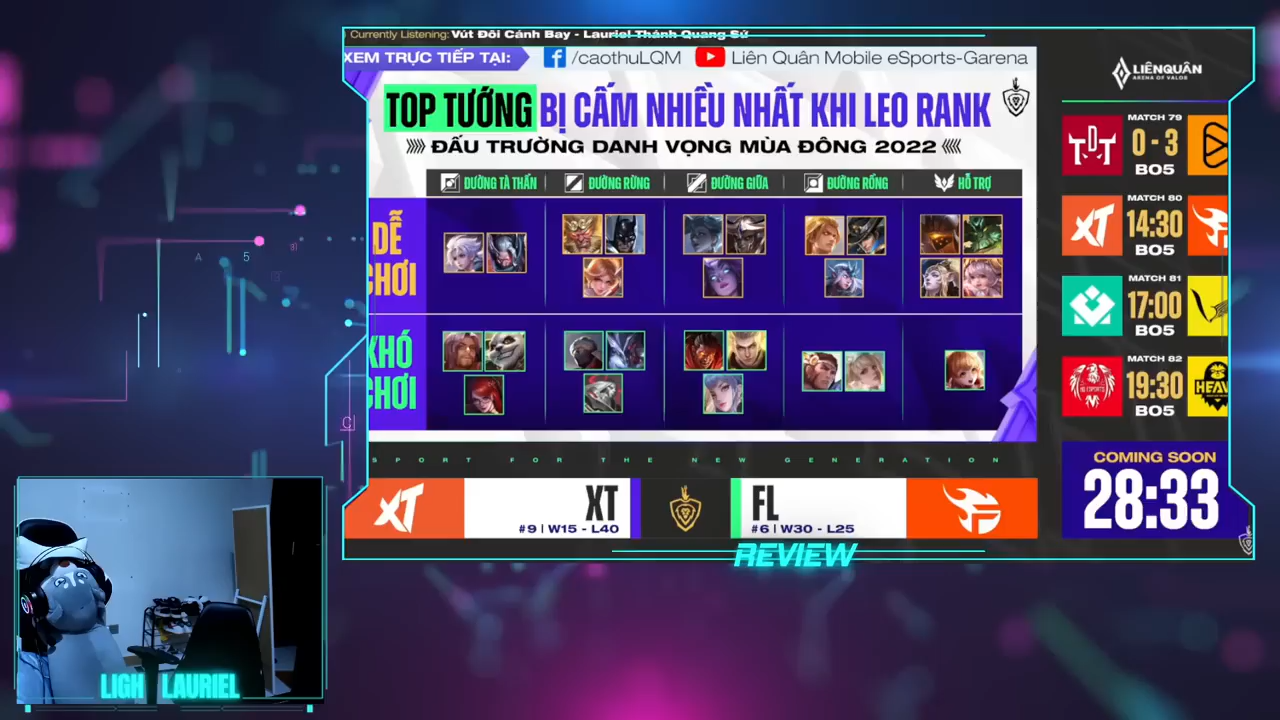 Currently Listening: Vút Đôi Cánh Bay - Lauriel Thánh Quang Sứ
XEM TRỰC TIẾP TẠI: /caothuLQM Liên Quân Mobile eSports-Garena
LIÊNQUÂN
ARENA OF VALOR
TOP TƯỚNG BỊ CẤM NHIỀU NHẤT KHI LEO RANK
ĐẤU TRƯỜNG DANH VỌNG MÙA ĐÔNG 2022
ĐƯỜNG TÀ THẦN ĐƯỜNG RỪNG ĐƯỜNG GIỮA ĐƯỜNG RỒNG HỖ TRỢ
DỄ
CHƠI
KHÓ
CHƠI
MATCH 79
0 - 3
BO5
MATCH 80
XT 14:30
BO5
MATCH 81
17:00
BO5
MATCH 82
19:30
BO5
COMING SOON
28:33
SPORT FOR THE NEW GENERATION
XT XT
#9 | W15 - L40
FL
#6 | W30 - L25
REVIEW
LIGH LAURIEL